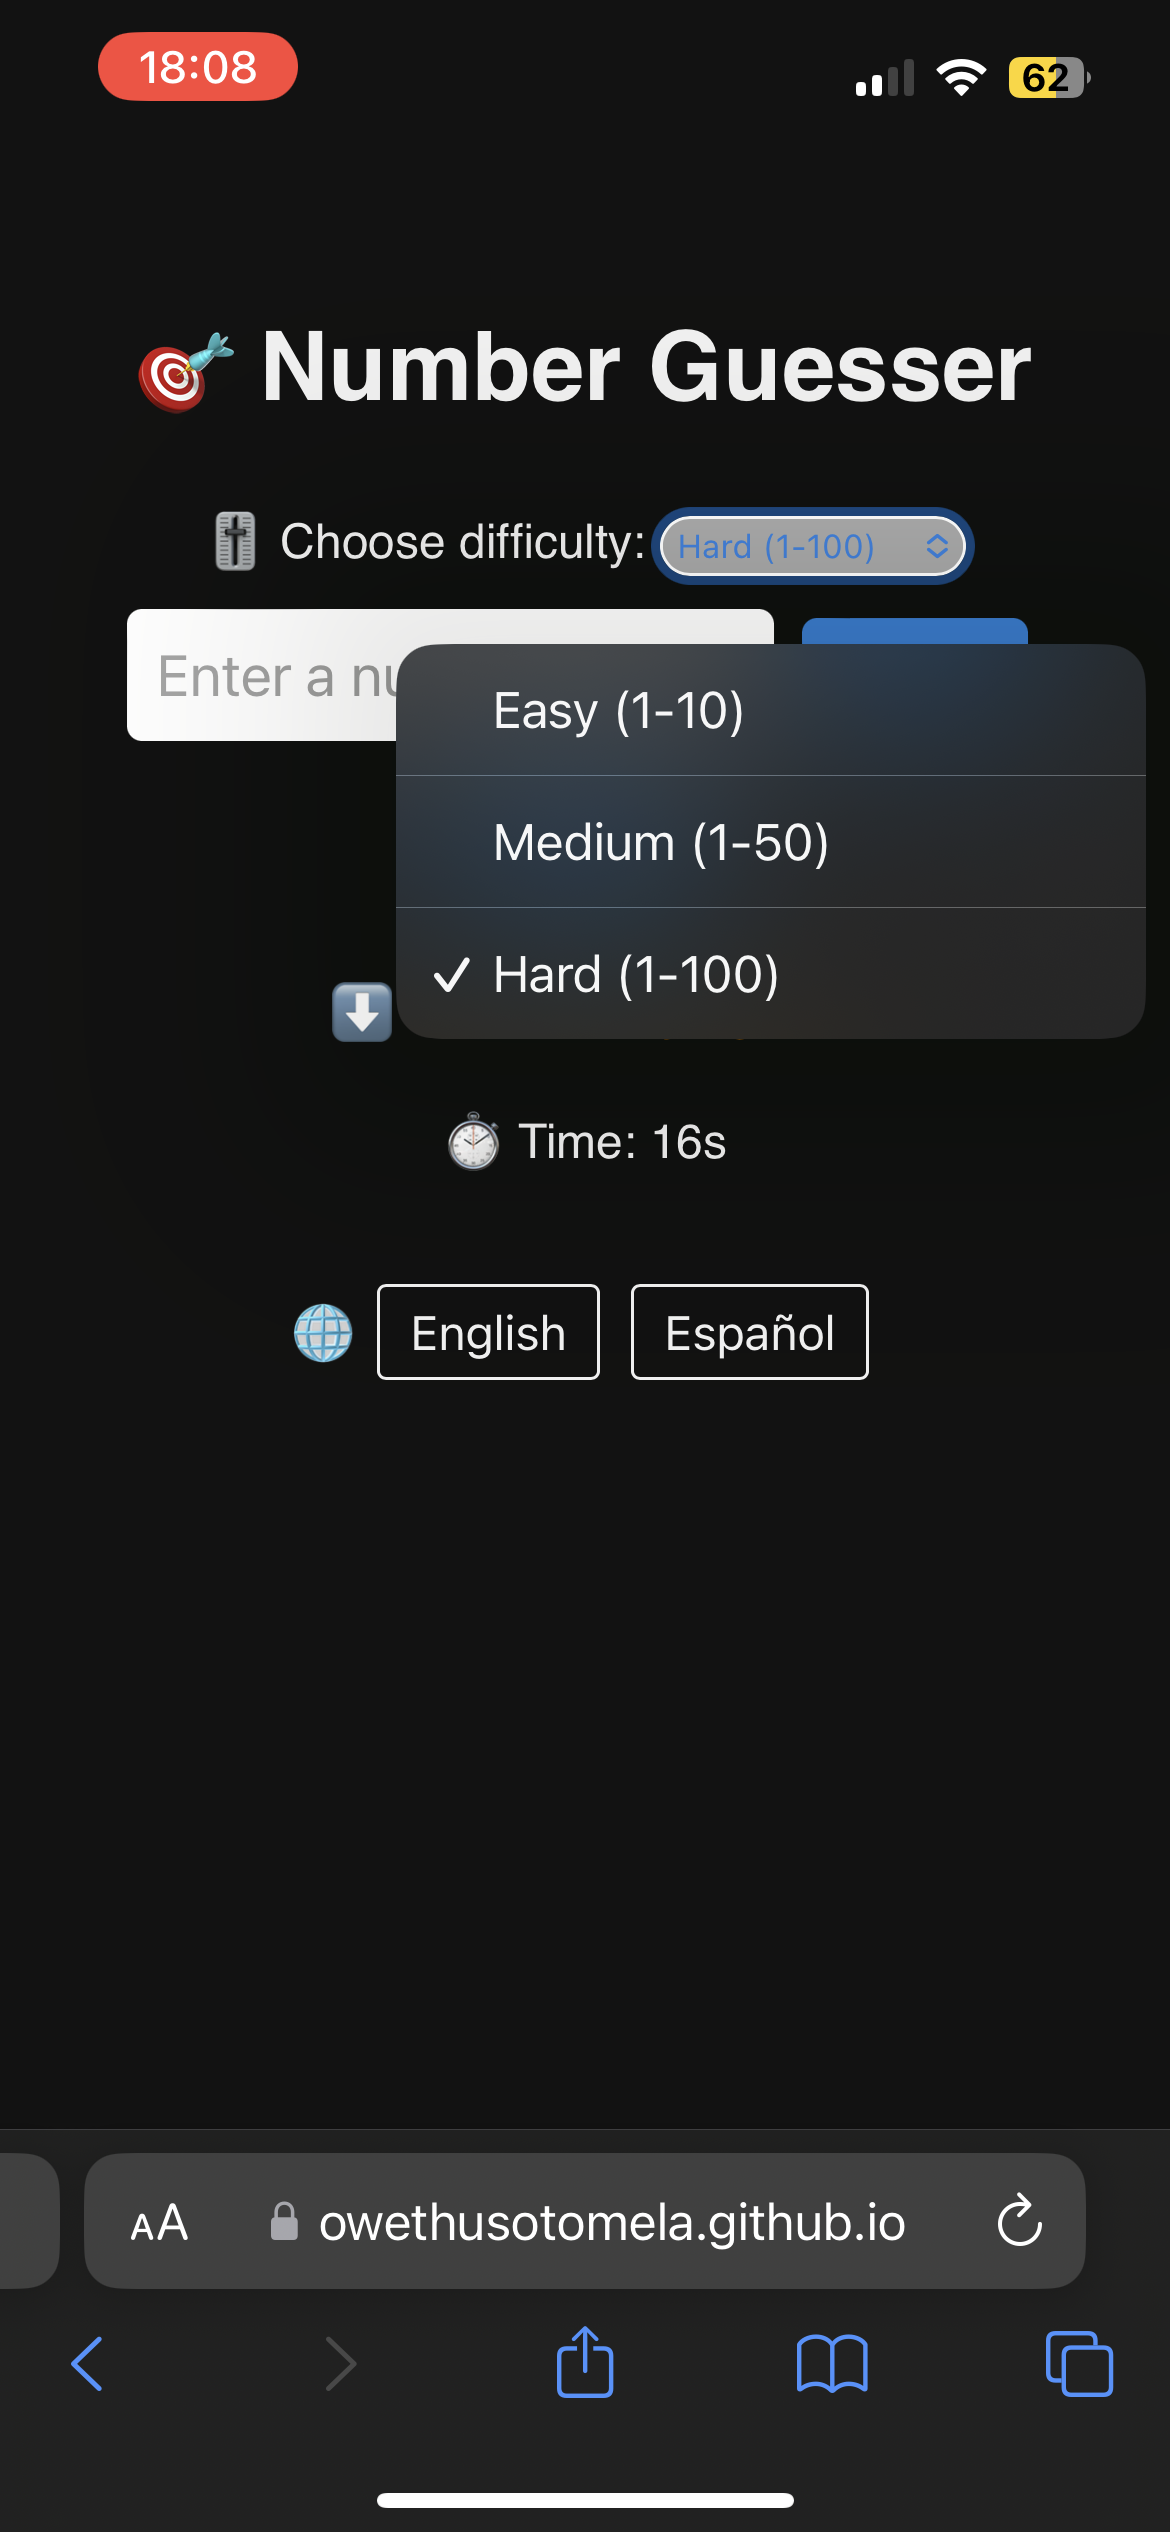 18:08
62
Number Guesser
Choose difficulty: Hard (1-100)
Enter a
Easy (1-10)
Medium (1-50)
Hard (1-100)
Time: 16s
English Español
AA owethusotomela.github.io